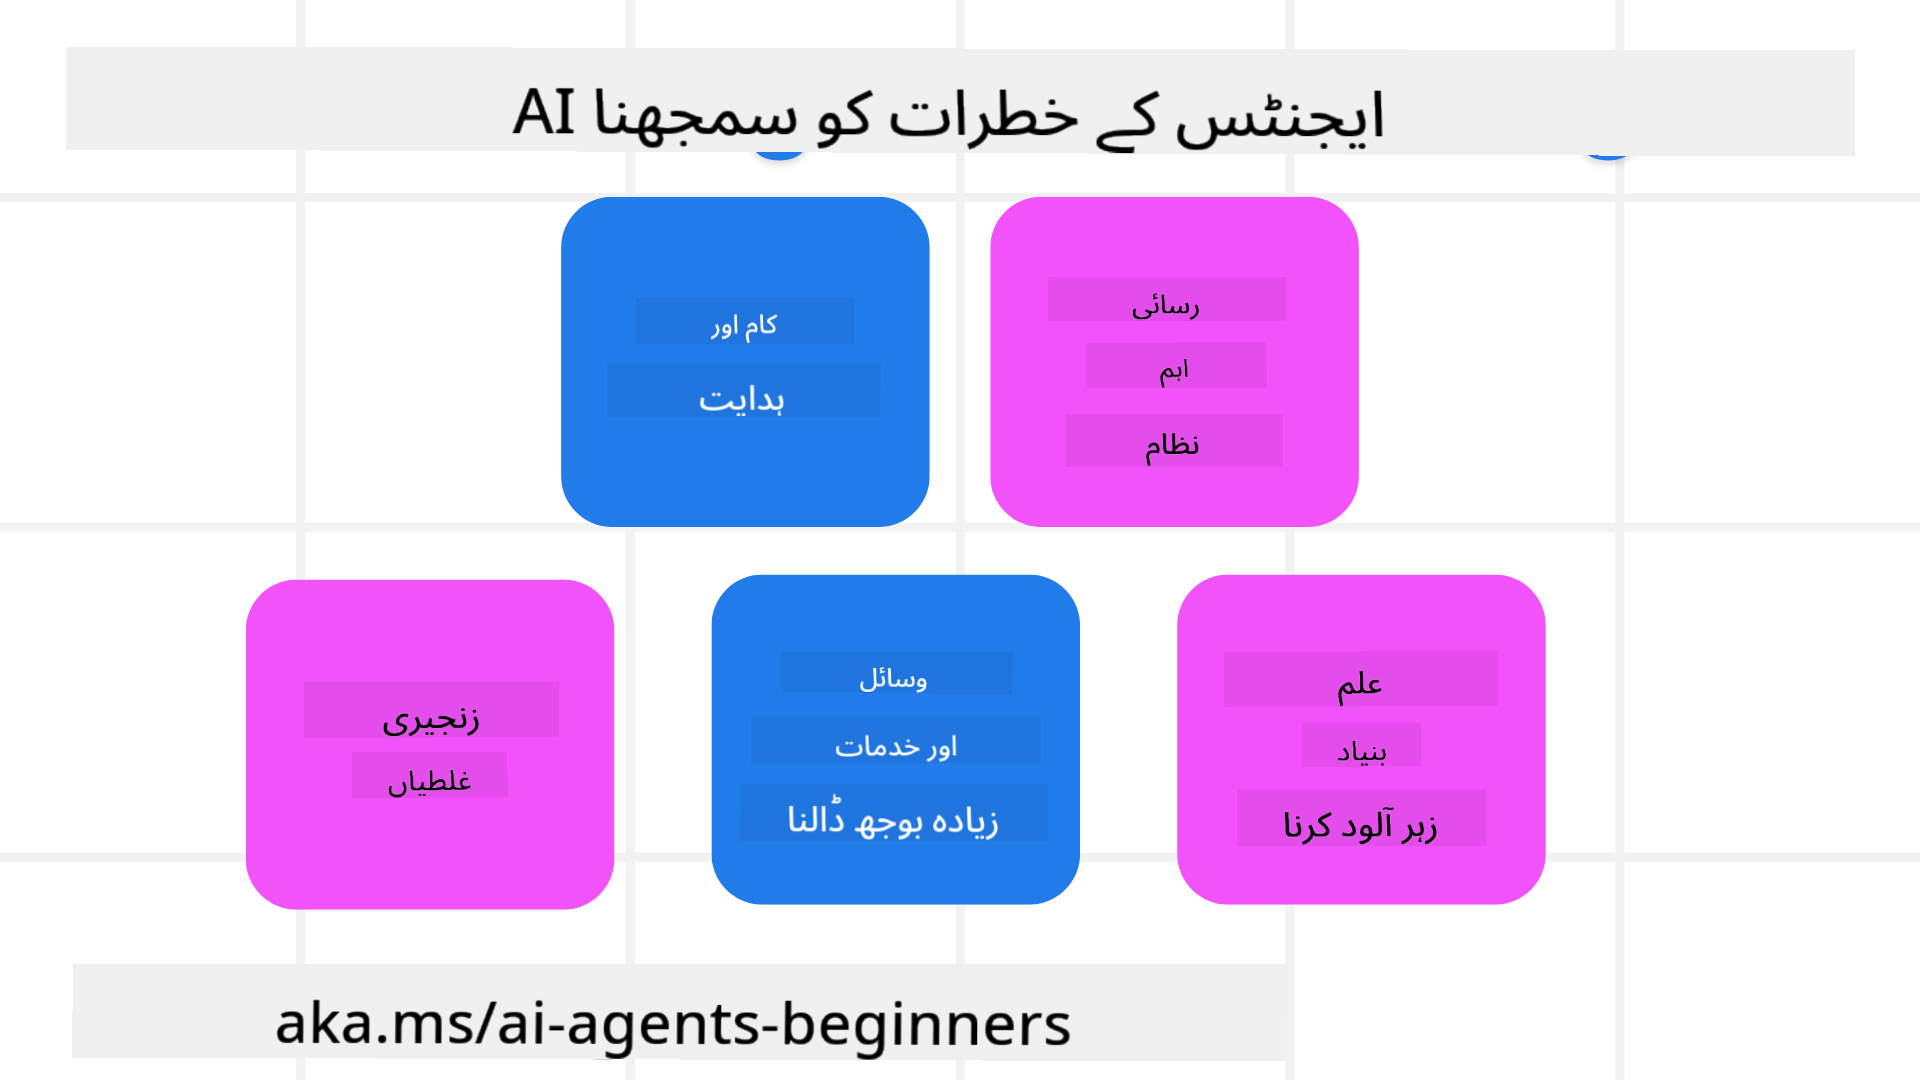 AI ایجنٹس کے خطرات کو سمجھنا
کام اور
ہدایت
رسائی
اہم
نظام
زنجیری
غلطیاں
وسائل
اور خدمات
زیادہ بوجھ ڈالنا
علم
بنیاد
زہر آلود کرنا
aka.ms/ai-agents-beginners